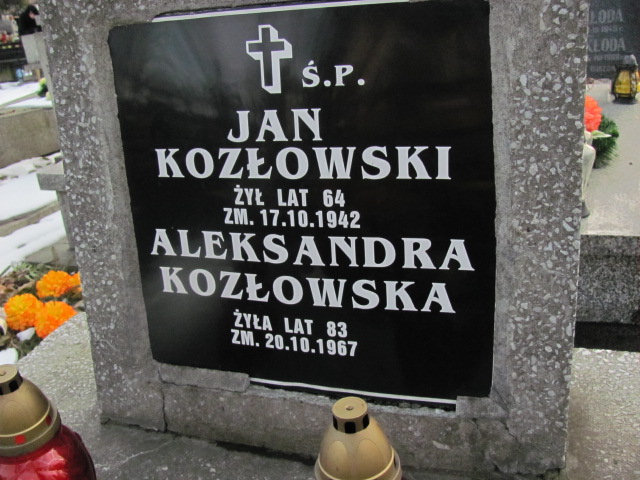 Ś.P.
JAN
KOZŁOWSKI
ŻYŁ LAT 64
ZM. 17.10.1942
ALEKSANDRA
KOZŁOWSKA
ŻYŁA LAT 83
ZM. 20.10.1967